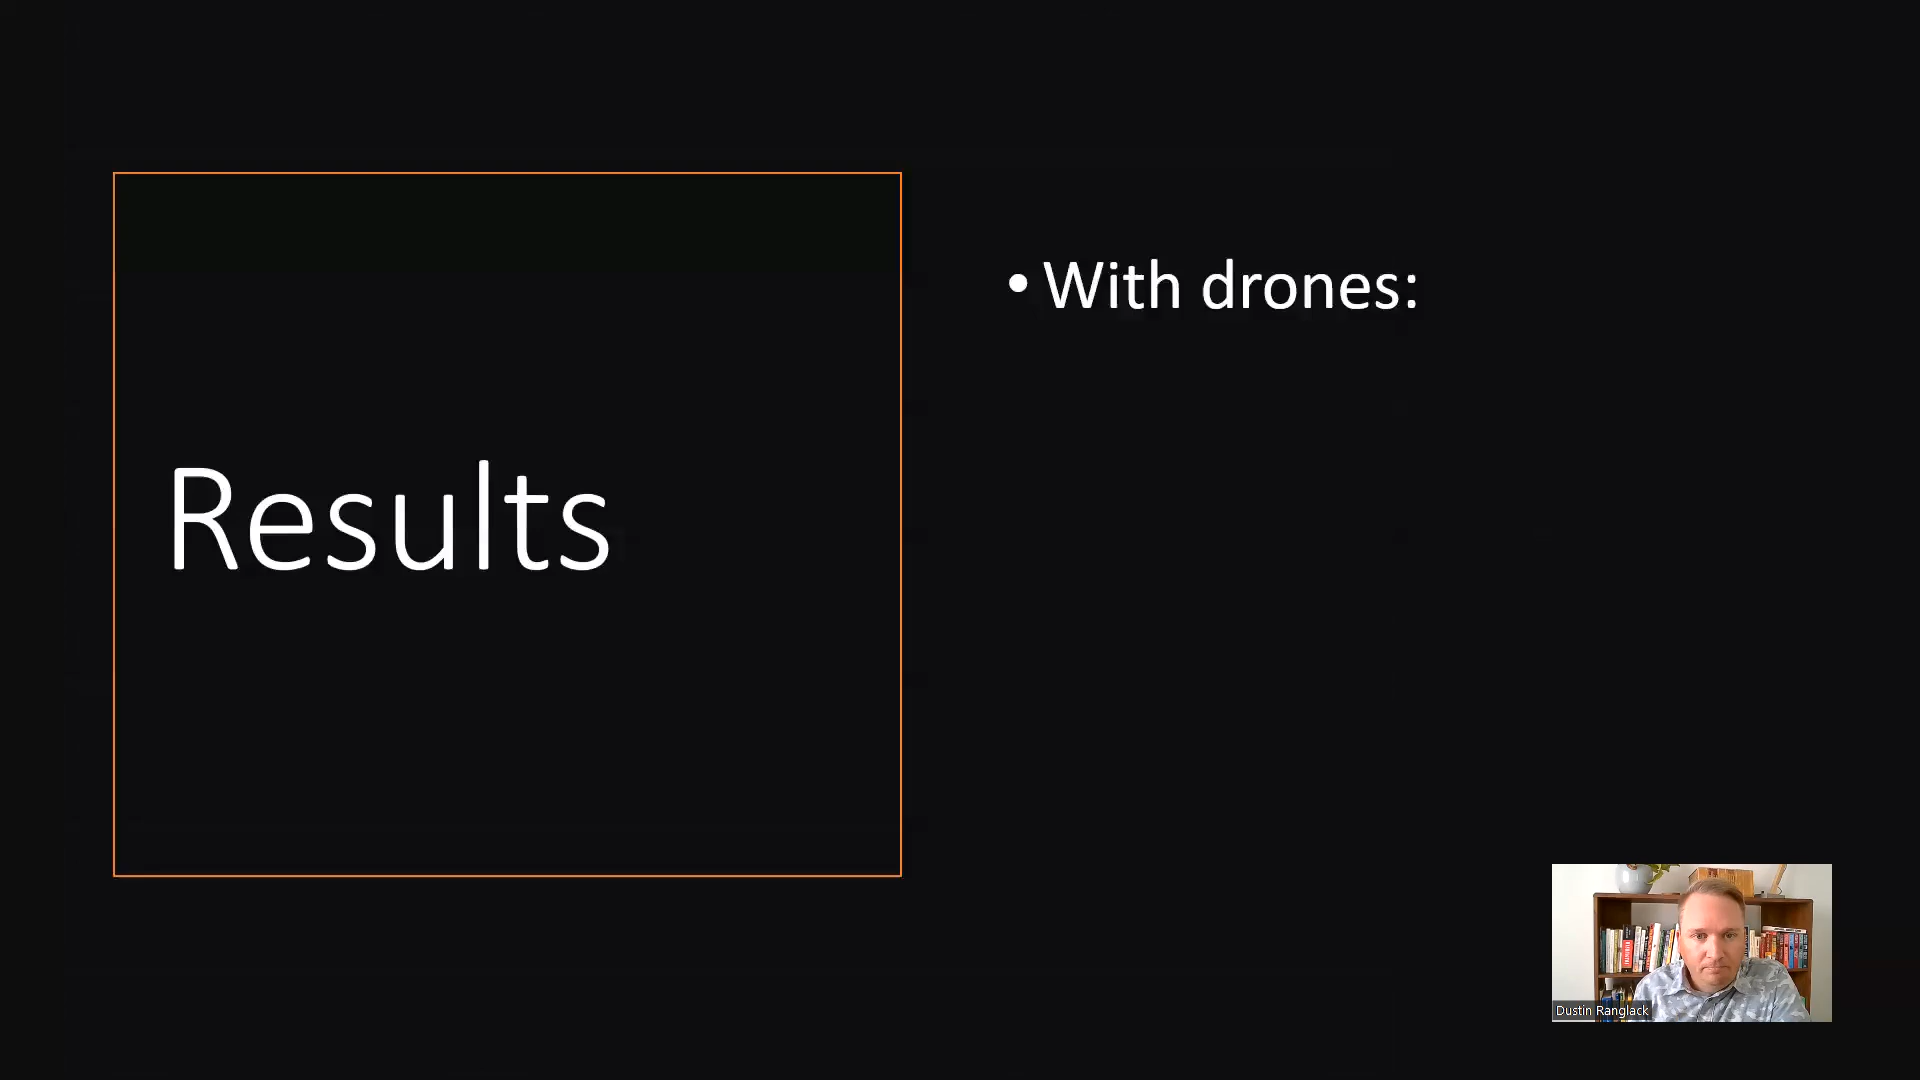 Results
• With drones:
Dustin Ranglack